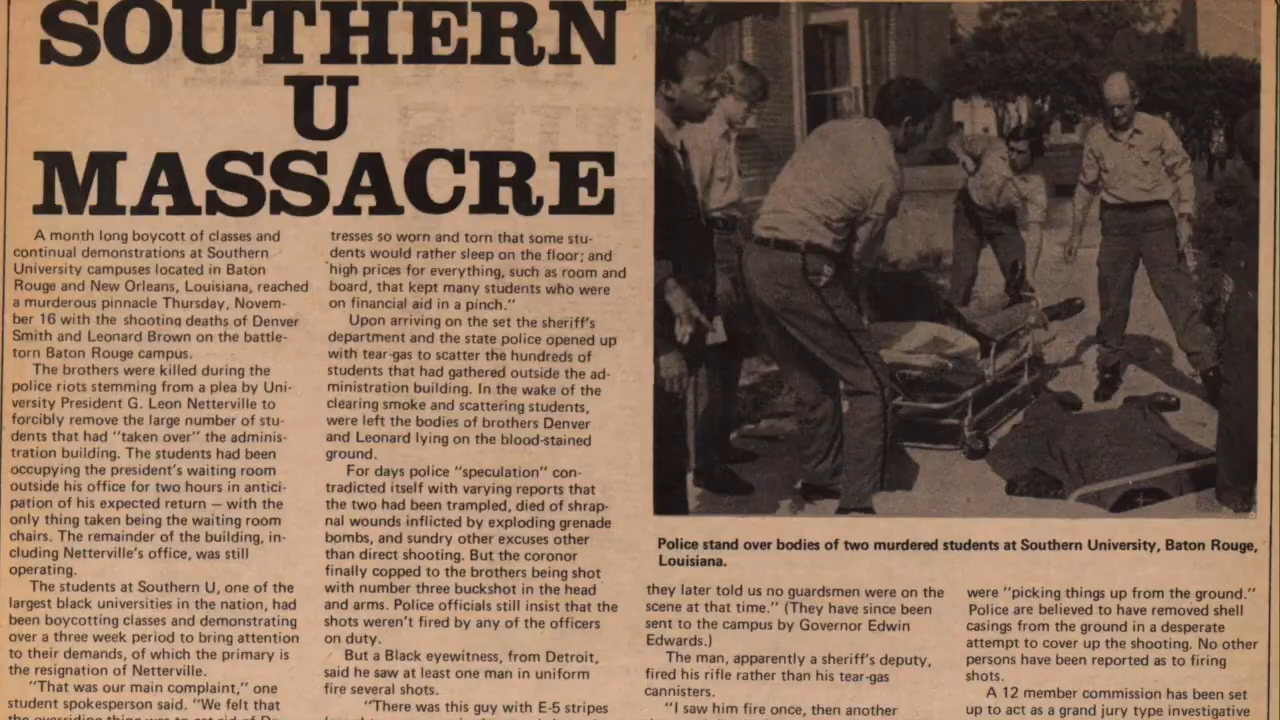 SOUTHERN
U
MASSACRE
A month long boycott of classes and
continual demonstrations at Southern
University campuses located in Baton
Rouge and New Orleans, Louisiana, reached
a murderous pinnacle Thursday, Novem-
ber 16 with the shooting deaths of Denver
Smith and Leonard Brown on the battle-
torn Baton Rouge campus.
The brothers were killed during the
police riots stemming from a plea by Uni-
versity President G. Leon Netterville to
forcibly remove the large number of stu-
dents that had "taken over" the adminis-
tration building. The students had been
occupying the president's waiting room
outside his office for two hours in antici-
pation of his expected return — with the
only thing taken being the waiting room
chairs. The remainder of the building, in-
cluding Netterville's office, was still
operating.
The students at Southern U, one of the
largest black universities in the nation, had
been boycotting classes and demonstrating
over a three week period to bring attention
to their demands, of which the primary is
the resignation of Netterville.
"That was our main complaint," one
student spokesperson said. "We felt that
the overriding thing was to get rid of Dr.
tresses so worn and torn that some stu-
dents would rather sleep on the floor; and
high prices for everything, such as room and
board, that kept many students who were
on financial aid in a pinch."
Upon arriving on the set the sheriff's
department and the state police opened up
with tear-gas to scatter the hundreds of
students that had gathered outside the ad-
ministration building. In the wake of the
clearing smoke and scattering students,
were left the bodies of brothers Denver
and Leonard lying on the blood-stained
ground.
For days police "speculation" con-
tradicted itself with varying reports that
the two had been trampled, died of shrap-
nal wounds inflicted by exploding grenade
bombs, and sundry other excuses other
than direct shooting. But the coronor
finally copped to the brothers being shot
with number three buckshot in the head
and arms. Police officials still insist that the
shots weren't fired by any of the officers
on duty.
But a Black eyewitness, from Detroit,
said he saw at least one man in uniform
fire several shots.
"There was this guy with E-5 stripes
Police stand over bodies of two murdered students at Southern University, Baton Rouge,
Louisiana.
they later told us no guardsmen were on the
scene at that time." (They have since been
sent to the campus by Governor Edwin
Edwards.)
The man, apparently a sheriff's deputy,
fired his rifle rather than his tear-gas
cannisters.
"I saw him fire once, then another
were "picking things up from the ground."
Police are believed to have removed shell
casings from the ground in a desperate
attempt to cover up the shooting. No other
persons have been reported as to firing
shots.
A 12 member commission has been set
up to act as a grand jury type investigative